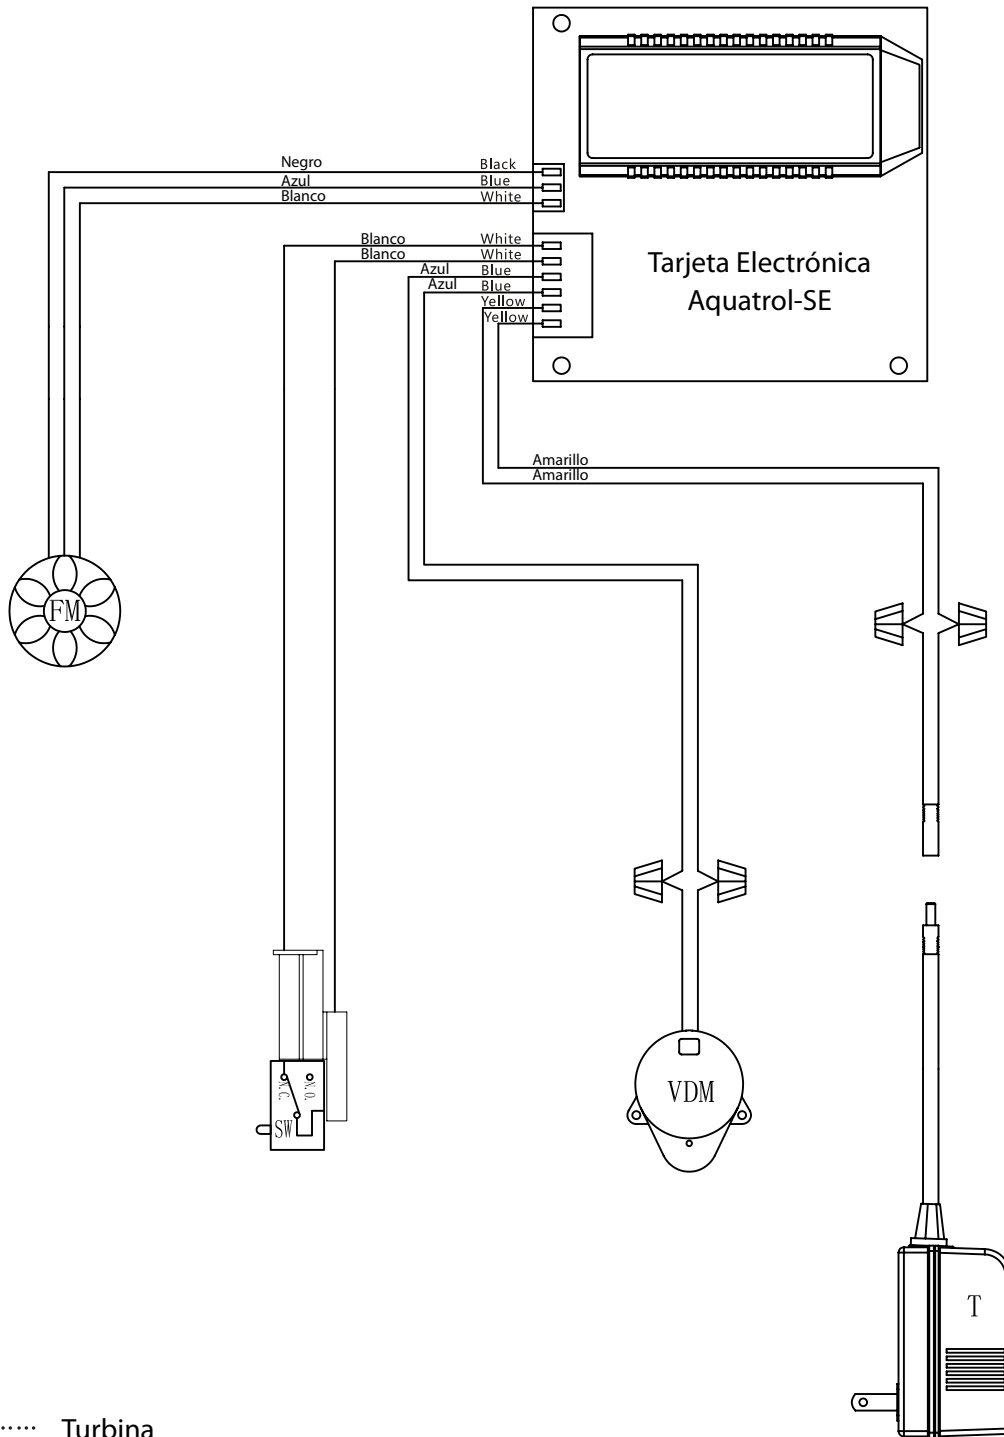 Negro Black
Azul Blue
Blanco White
Blanco White
Blanco White
Azul Blue
Azul Blue
Yellow
Yellow
Tarjeta Electrónica
Aquatrol-SE
Amarillo
Amarillo
FM
N.C. N.O.
SW
VDM
T
...... Turbina